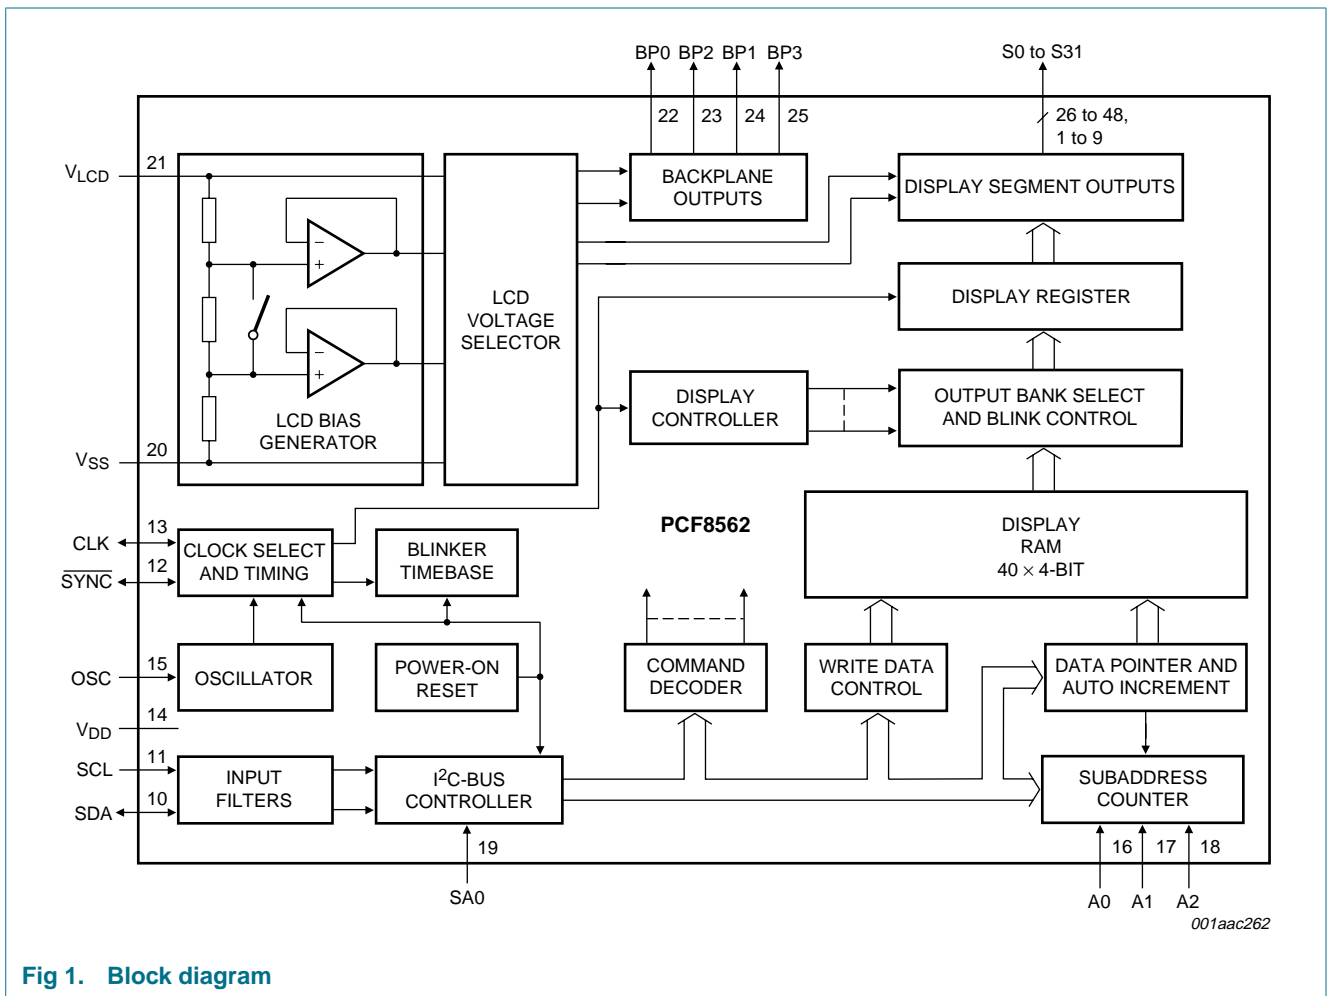 BP0 BP2 BP1 BP3
S0 to S31
22 23 24 25
26 to 48,
1 to 9
VLCD
21
BACKPLANE
OUTPUTS
DISPLAY SEGMENT OUTPUTS
−
+
LCD
VOLTAGE
SELECTOR
DISPLAY REGISTER
−
+
LCD BIAS
GENERATOR
DISPLAY
CONTROLLER
OUTPUT BANK SELECT
AND BLINK CONTROL
VSS
20
PCF8562
DISPLAY
RAM
40 × 4-BIT
CLK
13
SYNC
12
CLOCK SELECT
AND TIMING
BLINKER
TIMEBASE
OSC
15
OSCILLATOR
POWER-ON
RESET
COMMAND
DECODER
WRITE DATA
CONTROL
DATA POINTER AND
AUTO INCREMENT
VDD
14
SCL
11
SDA
10
INPUT
FILTERS
I2C-BUS
CONTROLLER
SUBADDRESS
COUNTER
19
16 17 18
SA0
A0 A1 A2
001aac262
Fig 1. Block diagram